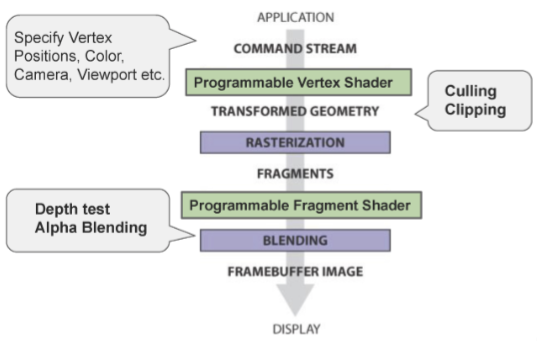 APPLICATION
Specify Vertex
Positions, Color,
Camera, Viewport etc.
COMMAND STREAM
Programmable Vertex Shader
Culling
Clipping
TRANSFORMED GEOMETRY
RASTERIZATION
FRAGMENTS
Programmable Fragment Shader
Depth test
Alpha Blending
BLENDING
FRAMEBUFFER IMAGE
DISPLAY